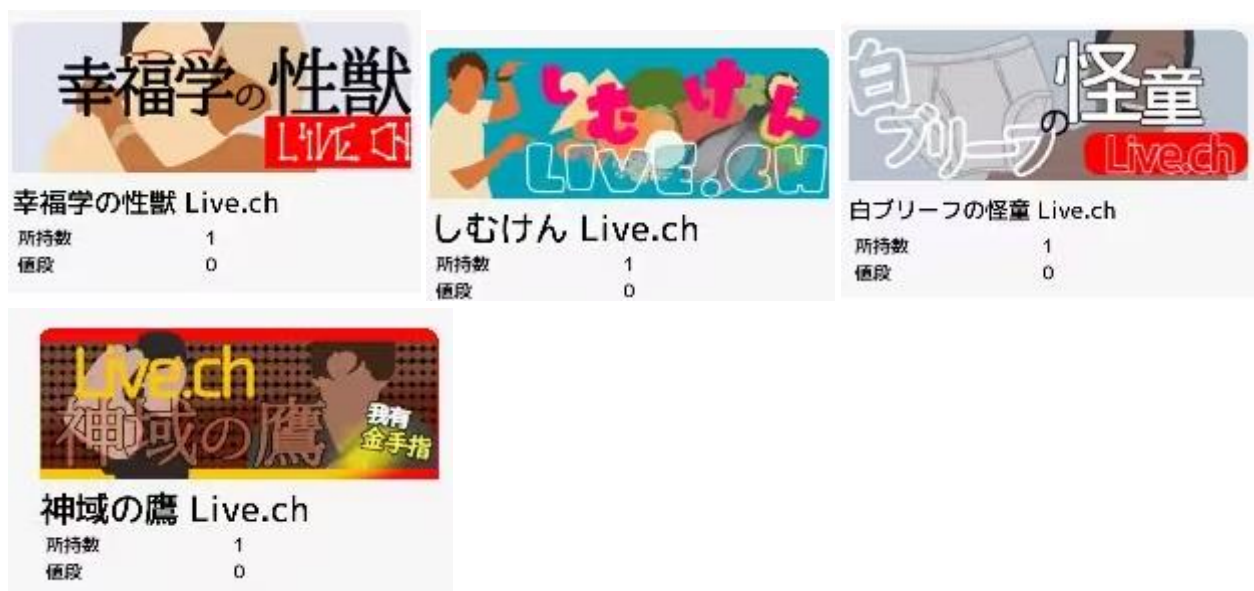 幸福学の性獣
LIVE CH
幸福学の性獣 Live.ch
所持数 1
値段 0
しむけん
LIVE.CH
しむけん Live.ch
所持数 1
値段 0
白ブリーフの怪童
Live.ch
白ブリーフの怪童 Live.ch
所持数 1
値段 0
Live.ch
神域の鷹
我有
金手指
神域の鷹 Live.ch
所持数 1
値段 0